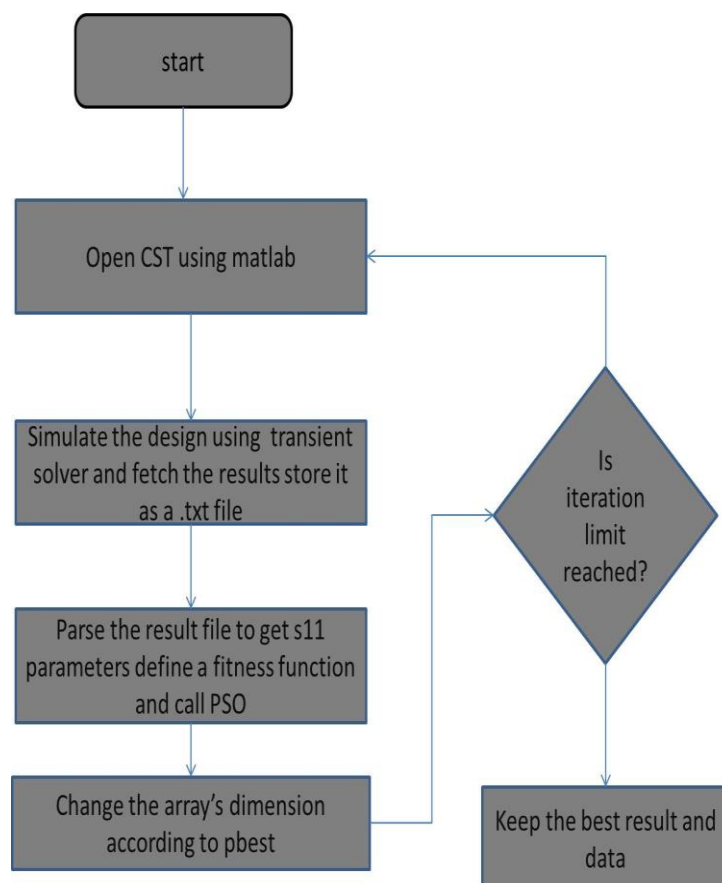 start
Open CST using matlab
Simulate the design using transient
solver and fetch the results store it
as a .txt file
Parse the result file to get s11
parameters define a fitness function
and call PSO
Change the array's dimension
according to pbest
Is
iteration
limit
reached?
Keep the best result and
data